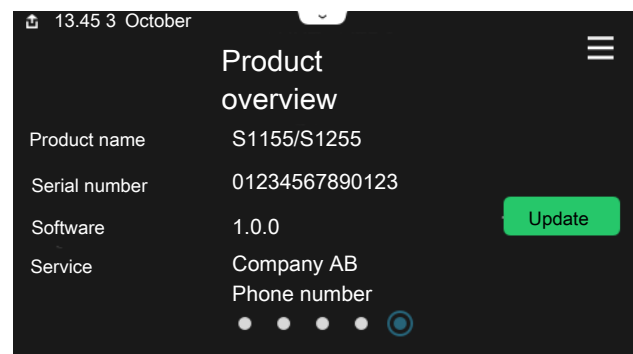 13.45 3 October
Product
overview
Product name S1155/S1255
Serial number 01234567890123
Software 1.0.0 Update
Service Company AB
Phone number